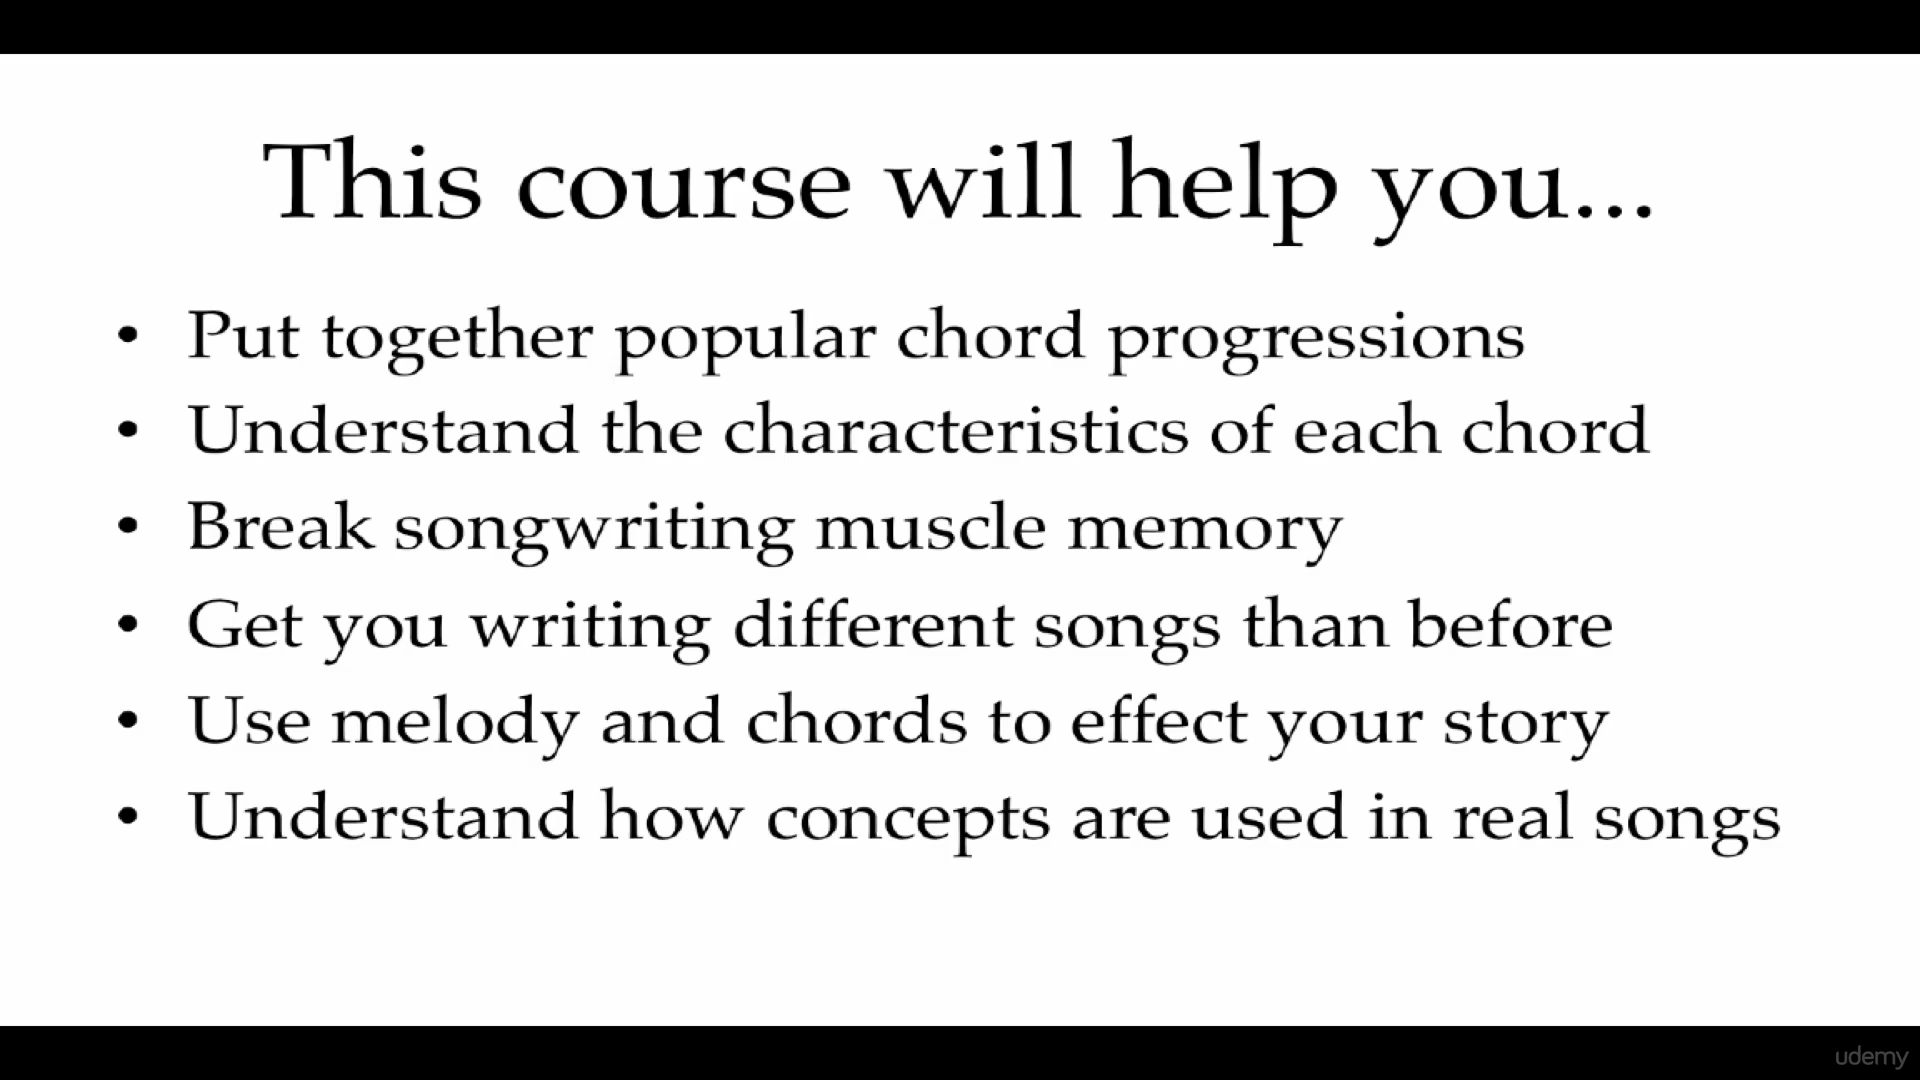 This course will help you...
• Put together popular chord progressions
• Understand the characteristics of each chord
• Break songwriting muscle memory
• Get you writing different songs than before
• Use melody and chords to effect your story
• Understand how concepts are used in real songs
udemy